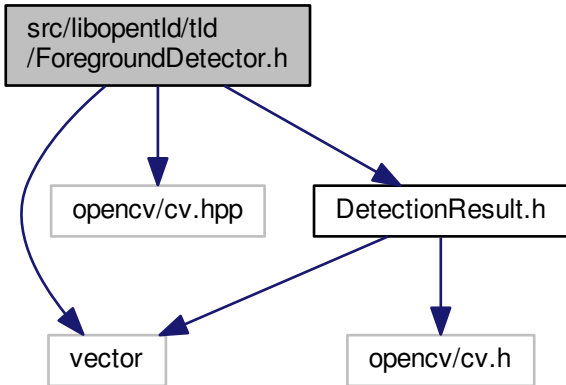 src/libopentld/tld
/ForegroundDetector.h
opencv/cv.hpp
DetectionResult.h
vector
opencv/cv.h